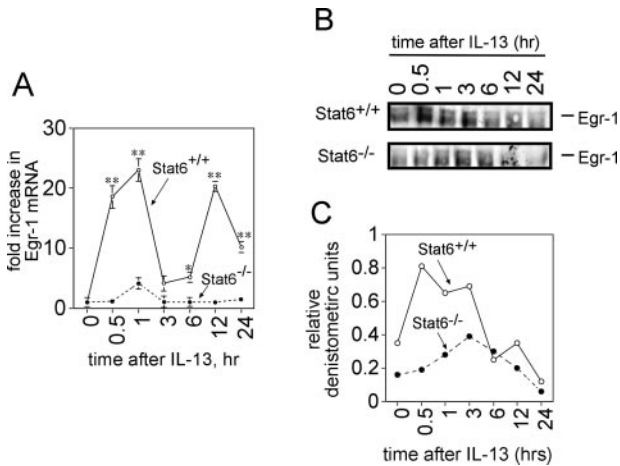 A
fold increase in
Egr-1 mRNA
30
20
10
0
**
**
Stat6+/+
*
**
**
Stat6-/-
0
0.5
1
3
6
12
24
time after IL-13, hr
B
time after IL-13 (hr)
0
0.5
1
3
6
12
24
Stat6+/+
Egr-1
Stat6-/-
Egr-1
C
relative
denistometirc units
1
0.8
0.6
0.4
0.2
0
Stat6+/+
Stat6-/-
0
0.5
1
3
6
12
24
time after IL-13 (hrs)